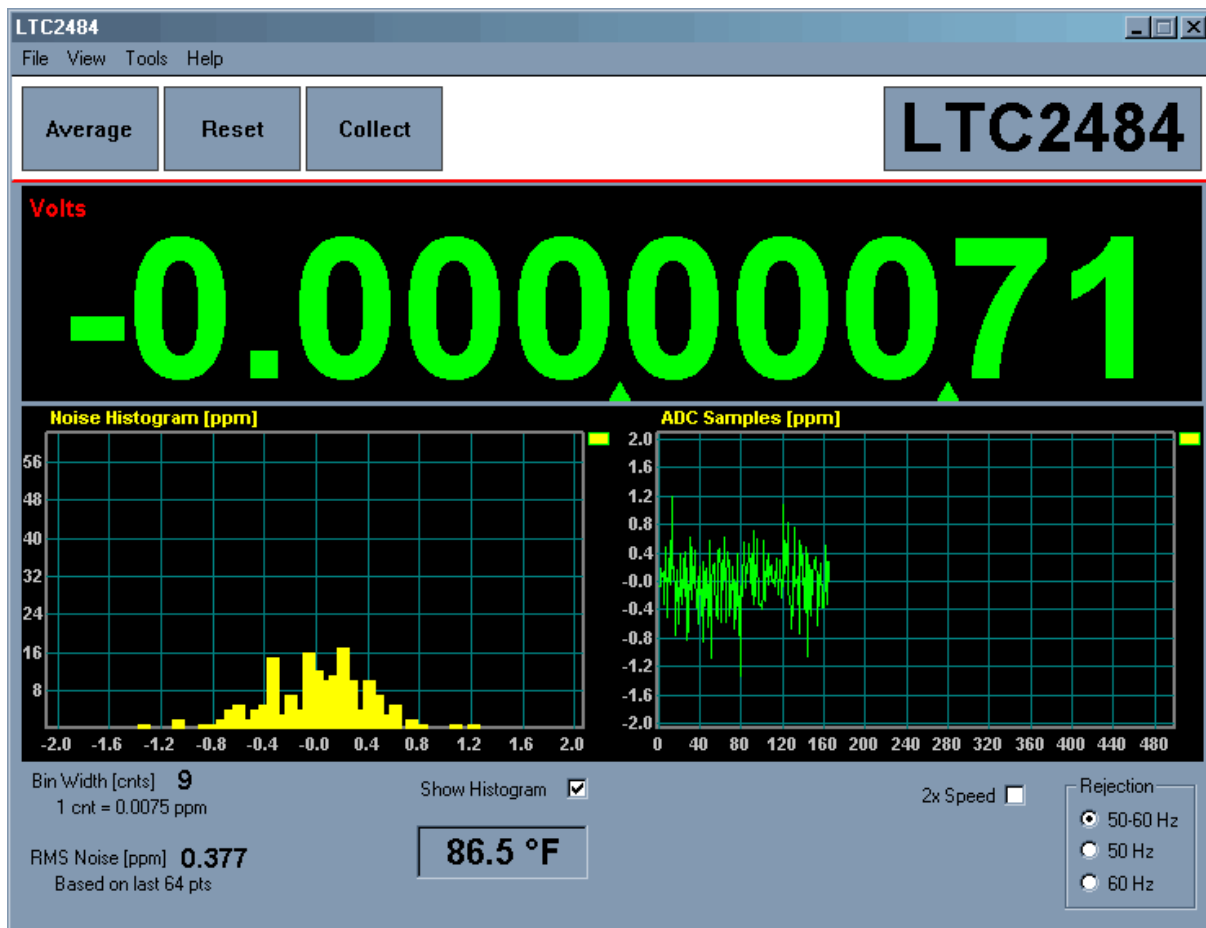 LTC2484
File View Tools Help
Average Reset Collect LTC2484
Volts
-0.00000071
Noise Histogram [ppm]
56
48
40
32
24
16
8
-2.0 -1.6 -1.2 -0.8 -0.4 -0.0 0.4 0.8 1.2 1.6 2.0
ADC Samples [ppm]
2.0
1.6
1.2
0.8
0.4
-0.0
-0.4
-0.8
-1.2
-1.6
-2.0
0 40 80 120 160 200 240 280 320 360 400 440 480
Bin Width [cnts] 9
1 cnt = 0.0075 ppm
RMS Noise [ppm] 0.377
Based on last 64 pts
Show Histogram
86.5 °F
2x Speed
Rejection
50-60 Hz
50 Hz
60 Hz